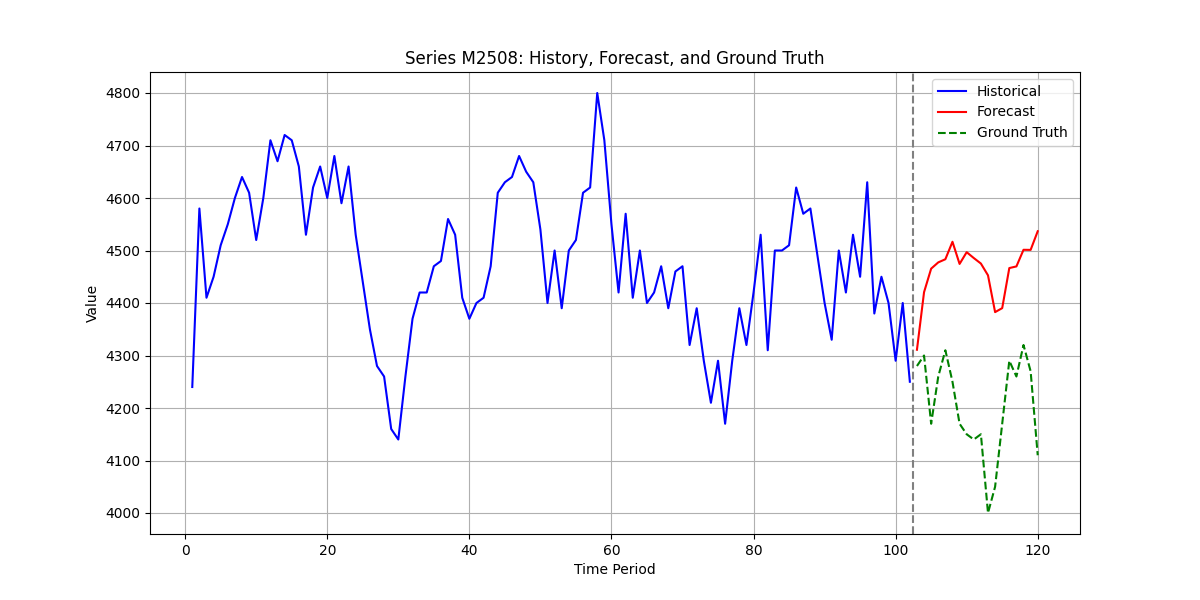 Series M2508: History, Forecast, and Ground Truth
Historical
Forecast
Ground Truth
Value
4800
4700
4600
4500
4400
4300
4200
4100
4000
0 20 40 60 80 100 120
Time Period